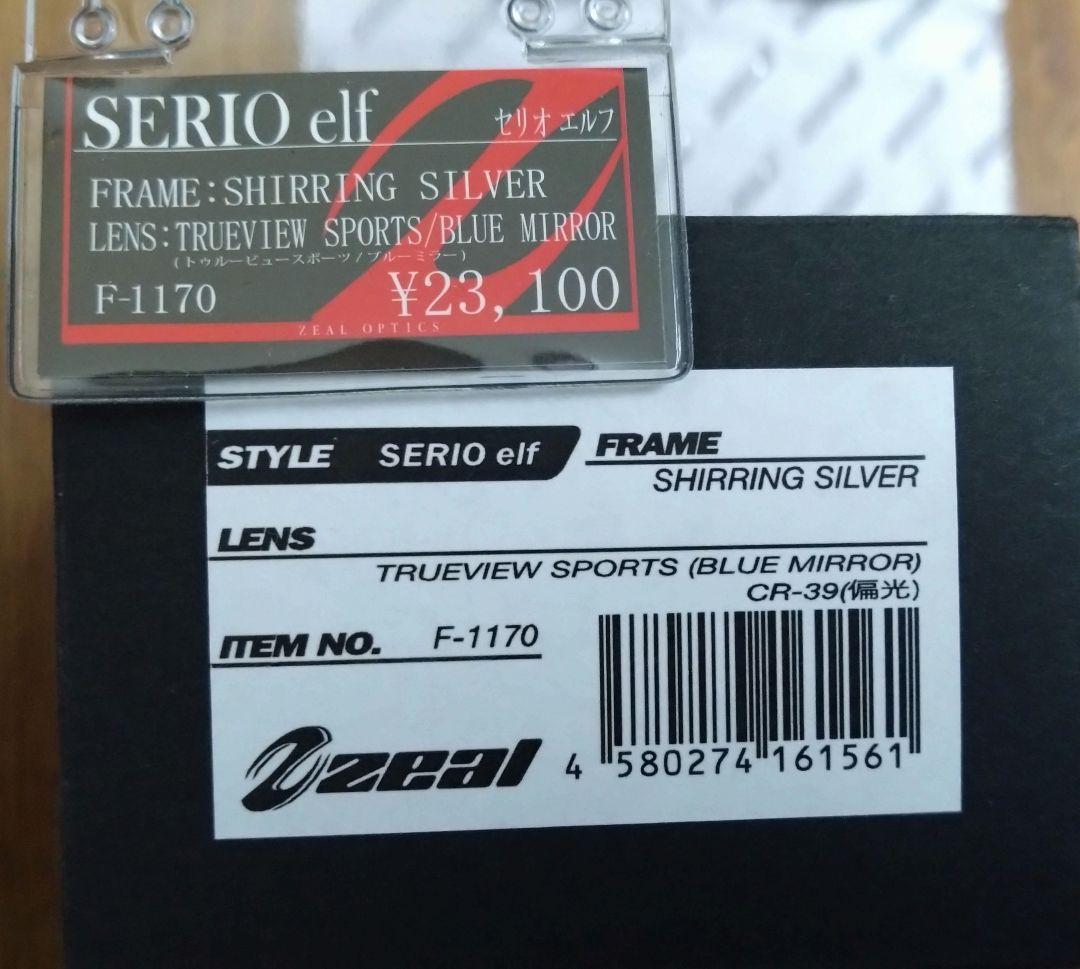 SERIO elf セリオ エルフ
FRAME:SHIRRING SILVER
LENS:TRUEVIEW SPORTS/BLUE MIRROR
(トゥルービュースポーツ/ブルーミラー)
F-1170 ¥23,100
ZEAL OPTICS
STYLE SERIO elf FRAME
SHIRRING SILVER
LENS
TRUEVIEW SPORTS (BLUE MIRROR)
CR-39(偏光)
ITEM NO. F-1170
zeal
4 580274 161561